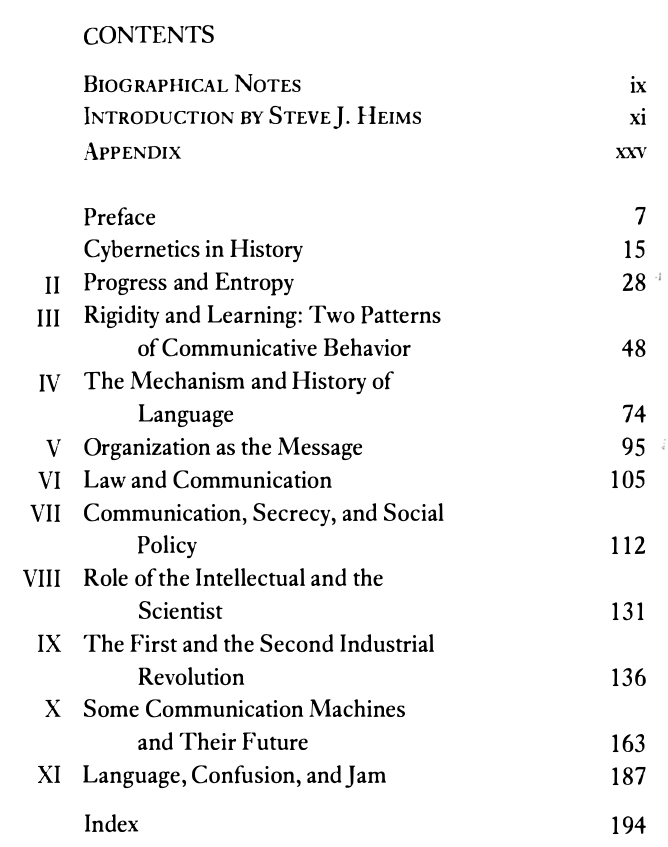 CONTENTS
BIOGRAPHICAL NOTES ix
INTRODUCTION BY STEVE J. HEIMS xi
APPENDIX xxv
Preface 7
Cybernetics in History 15
II Progress and Entropy 28
III Rigidity and Learning: Two Patterns
of Communicative Behavior 48
IV The Mechanism and History of
Language 74
V Organization as the Message 95
VI Law and Communication 105
VII Communication, Secrecy, and Social
Policy 112
VIII Role of the Intellectual and the
Scientist 131
IX The First and the Second Industrial
Revolution 136
X Some Communication Machines
and Their Future 163
XI Language, Confusion, and Jam 187
Index 194